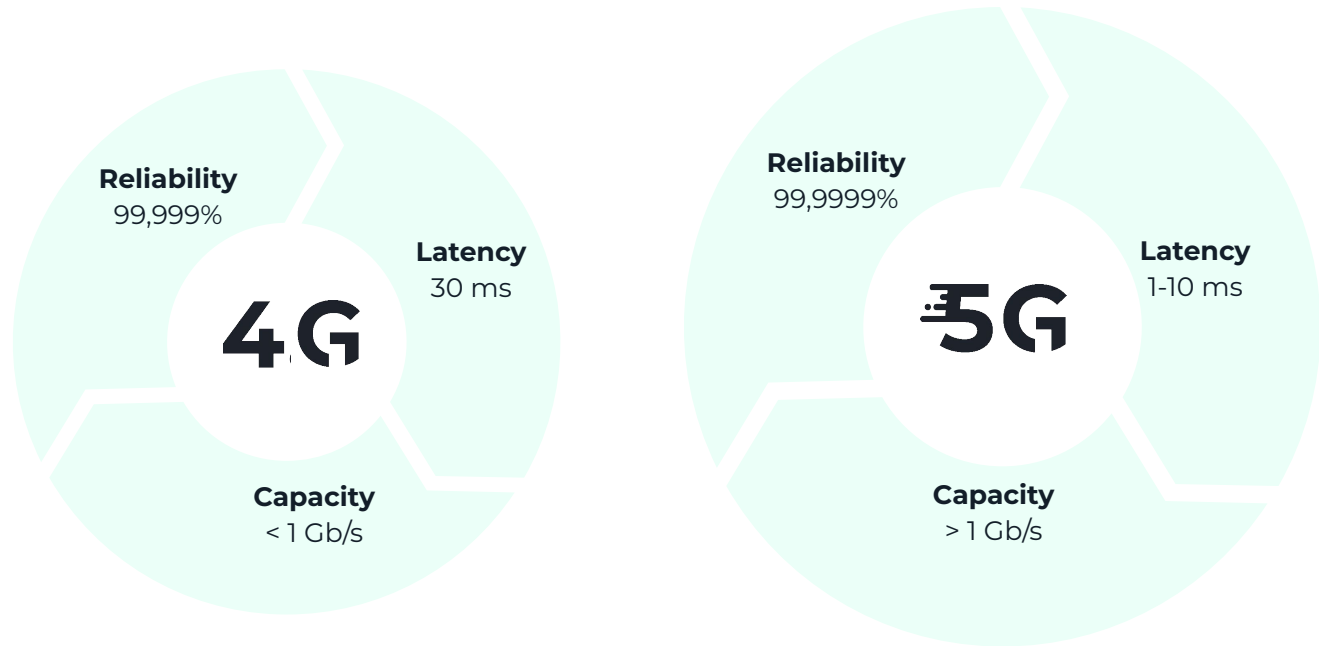 Reliability
99,999%
Latency
30 ms
4G
Capacity
< 1 Gb/s
Reliability
99,9999%
Latency
1-10 ms
5G
Capacity
> 1 Gb/s